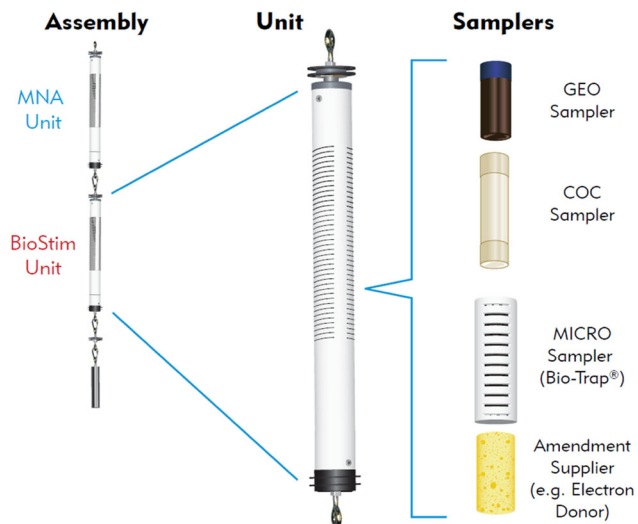 Assembly
Unit
Samplers
MNA
Unit
BioStim
Unit
GEO
Sampler
COC
Sampler
MICRO
Sampler
(Bio-Trap®)
Amendment
Supplier
(e.g. Electron
Donor)